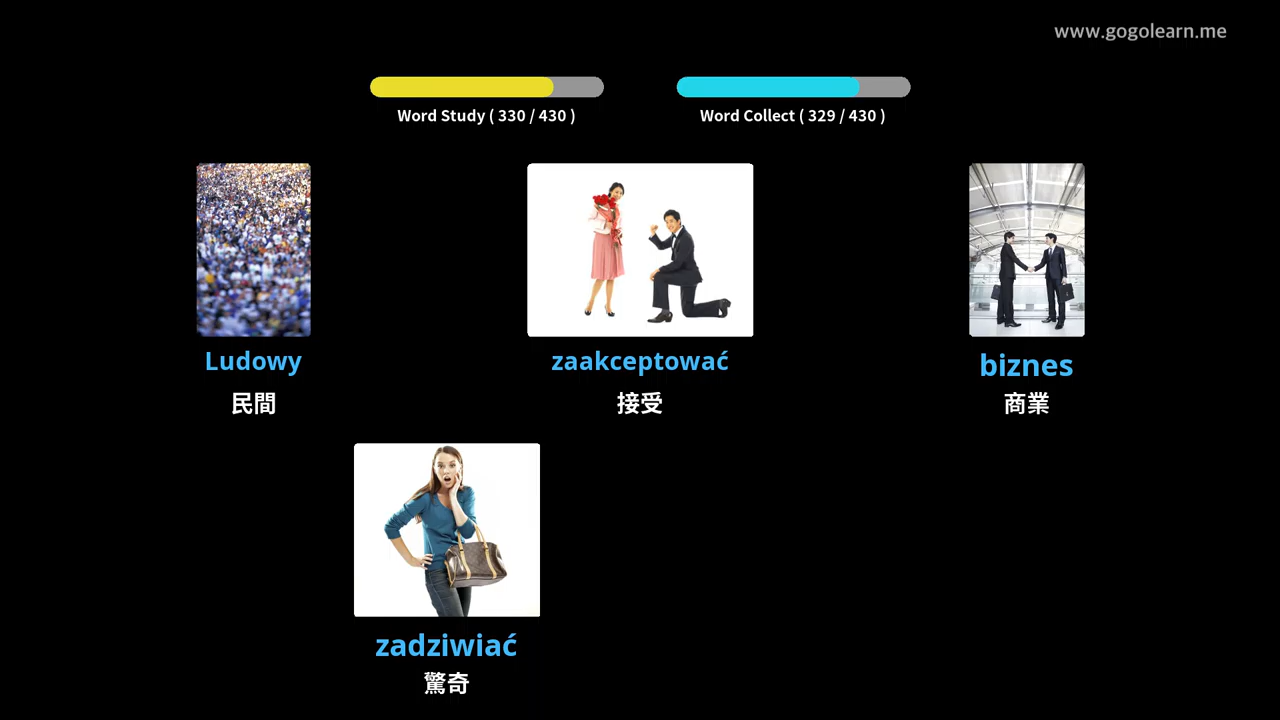 www.gogolearn.me
Word Study ( 330 / 430 )
Word Collect ( 329 / 430 )
Ludowy
民間
zaakceptować
接受
biznes
商業
zadziwiać
驚奇